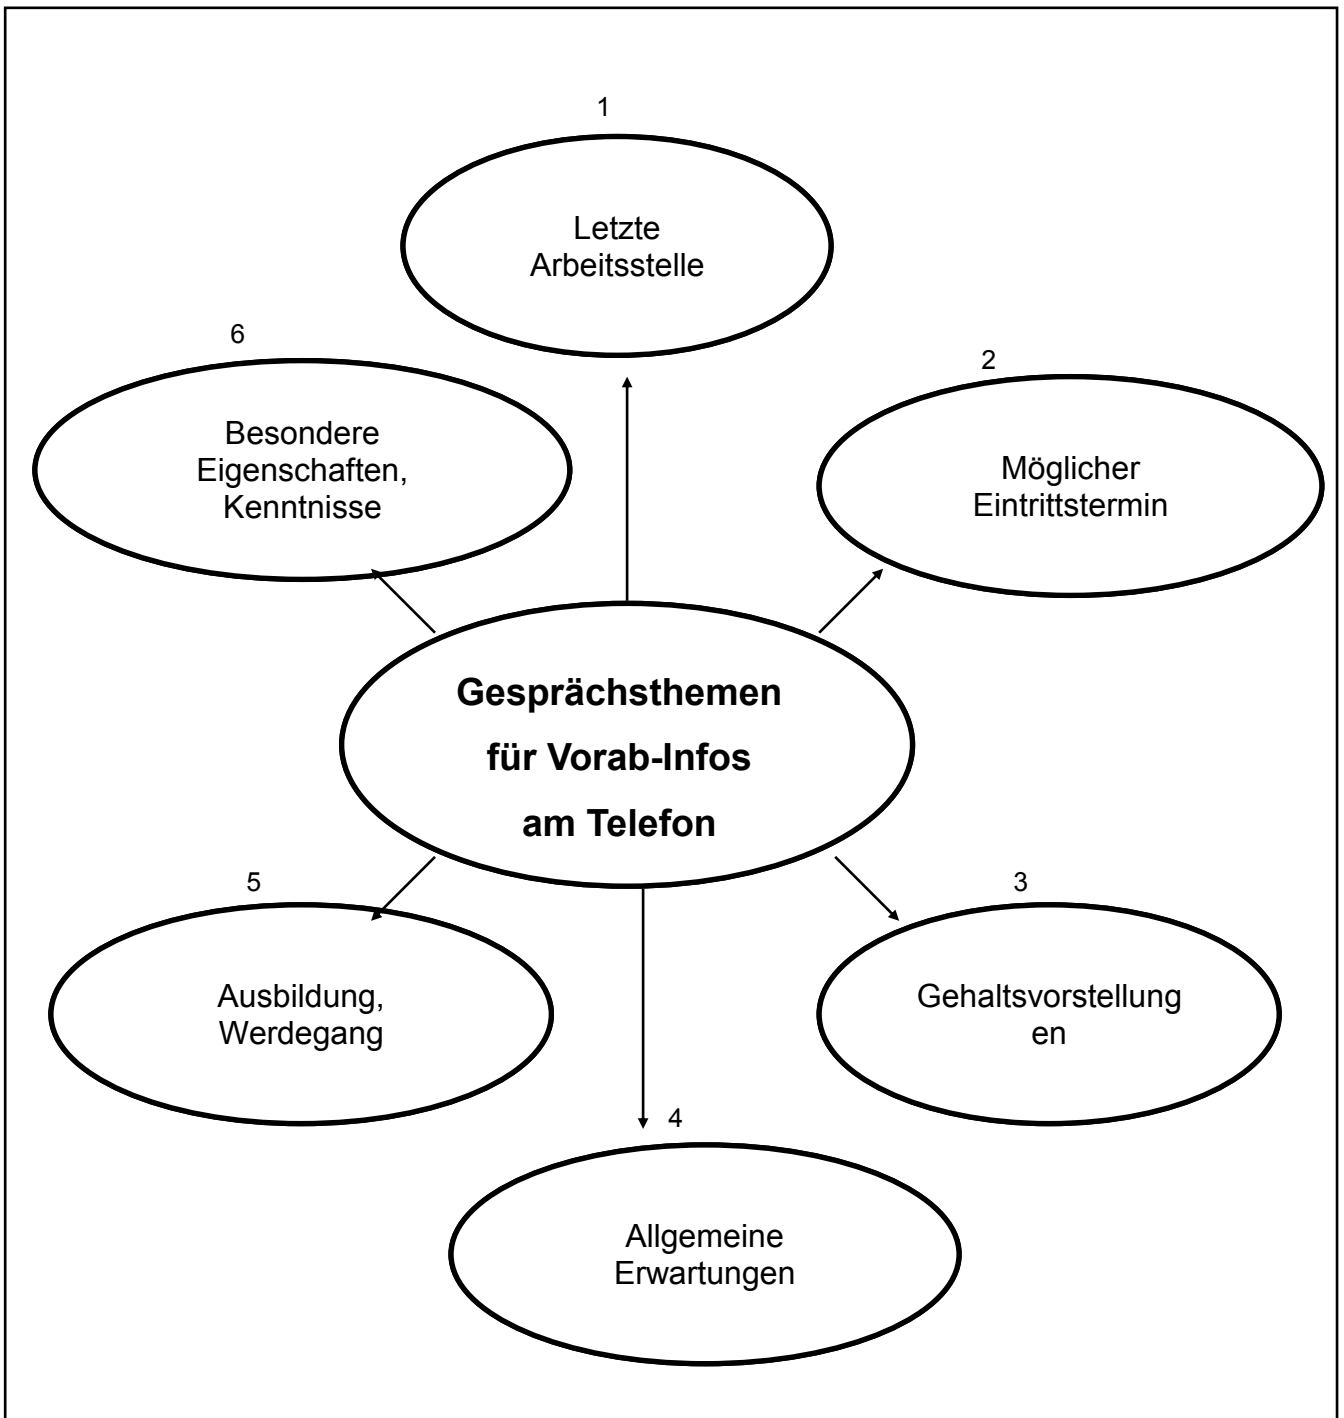 1
Letzte
Arbeitsstelle
6
Besondere
Eigenschaften,
Kenntnisse
2
Möglicher
Eintrittstermin
Gesprächsthemen
für Vorab-Infos
am Telefon
5
Ausbildung,
Werdegang
3
Gehaltsvorstellung
en
4
Allgemeine
Erwartungen